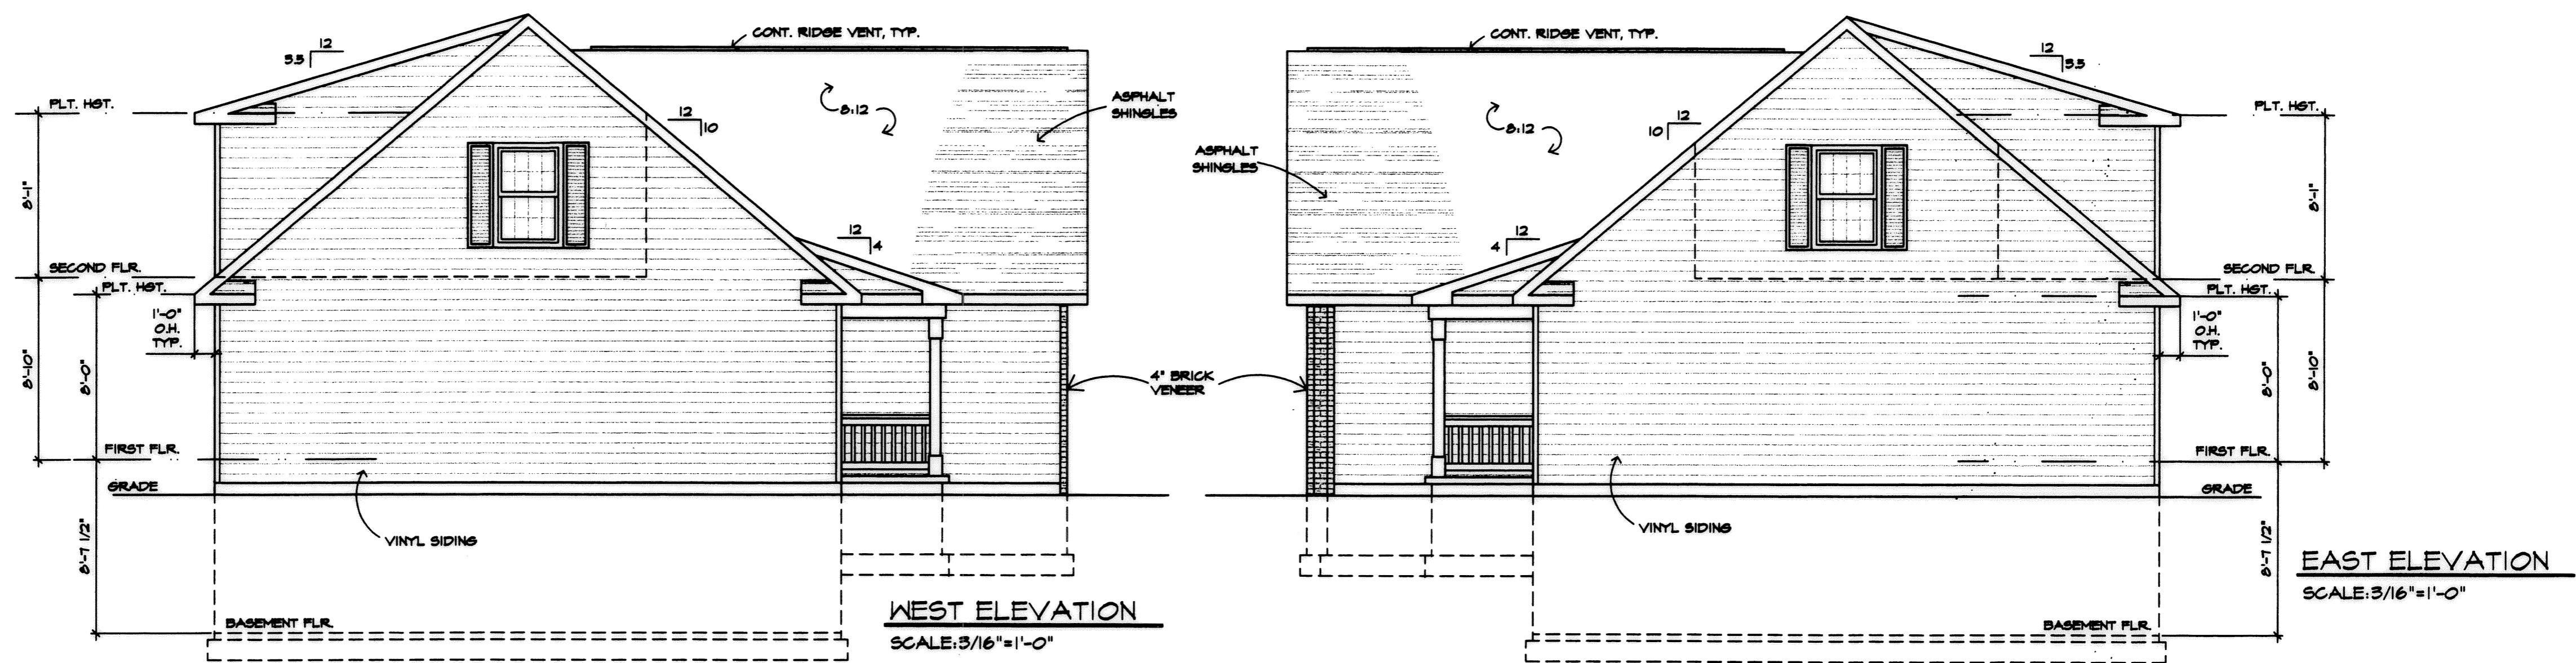 CONT. RIDGE VENT, TYP.
12
3.5
PLT. HGT.
12
10
8:12
ASPHALT
SHINGLES
8'-1"
12
4
SECOND FLR.
PLT. HGT.
1'-0"
O.H.
TYP.
8'-10"
8'-0"
4" BRICK
VENEER
FIRST FLR.
GRADE
VINYL SIDING
8'-7 1/2"
BASEMENT FLR.
WEST ELEVATION
SCALE:3/16"=1'-0"
CONT. RIDGE VENT, TYP.
12
3.5
PLT. HGT.
12
10
8:12
ASPHALT
SHINGLES
8'-1"
12
4
SECOND FLR.
PLT. HGT.
1'-0"
O.H.
TYP.
8'-0"
8'-10"
FIRST FLR.
GRADE
VINYL SIDING
8'-7 1/2"
BASEMENT FLR.
EAST ELEVATION
SCALE:3/16"=1'-0"